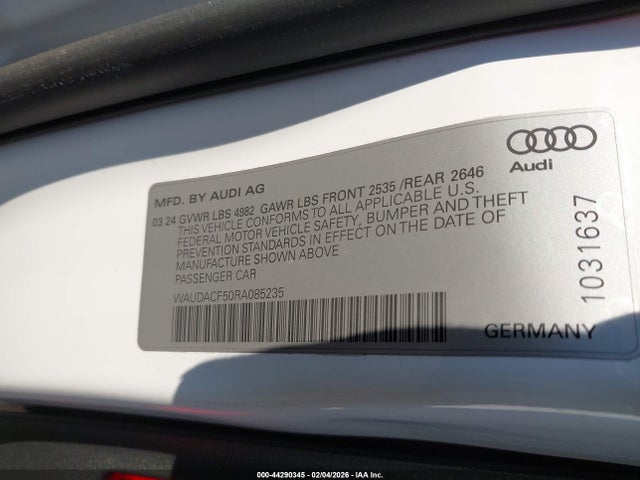 MFD. BY AUDI AG
03 24 GVWR LBS 4982 GAWR LBS FRONT 2535 /REAR 2646
THIS VEHICLE CONFORMS TO ALL APPLICABLE U.S.
FEDERAL MOTOR VEHICLE SAFETY, BUMPER AND THEFT
PREVENTION STANDARDS IN EFFECT ON THE DATE OF
MANUFACTURE SHOWN ABOVE
PASSENGER CAR
WAUDACF50RA085235
Audi
1031637
GERMANY
000-44290345 - 02/04/2026 - IAA Inc.